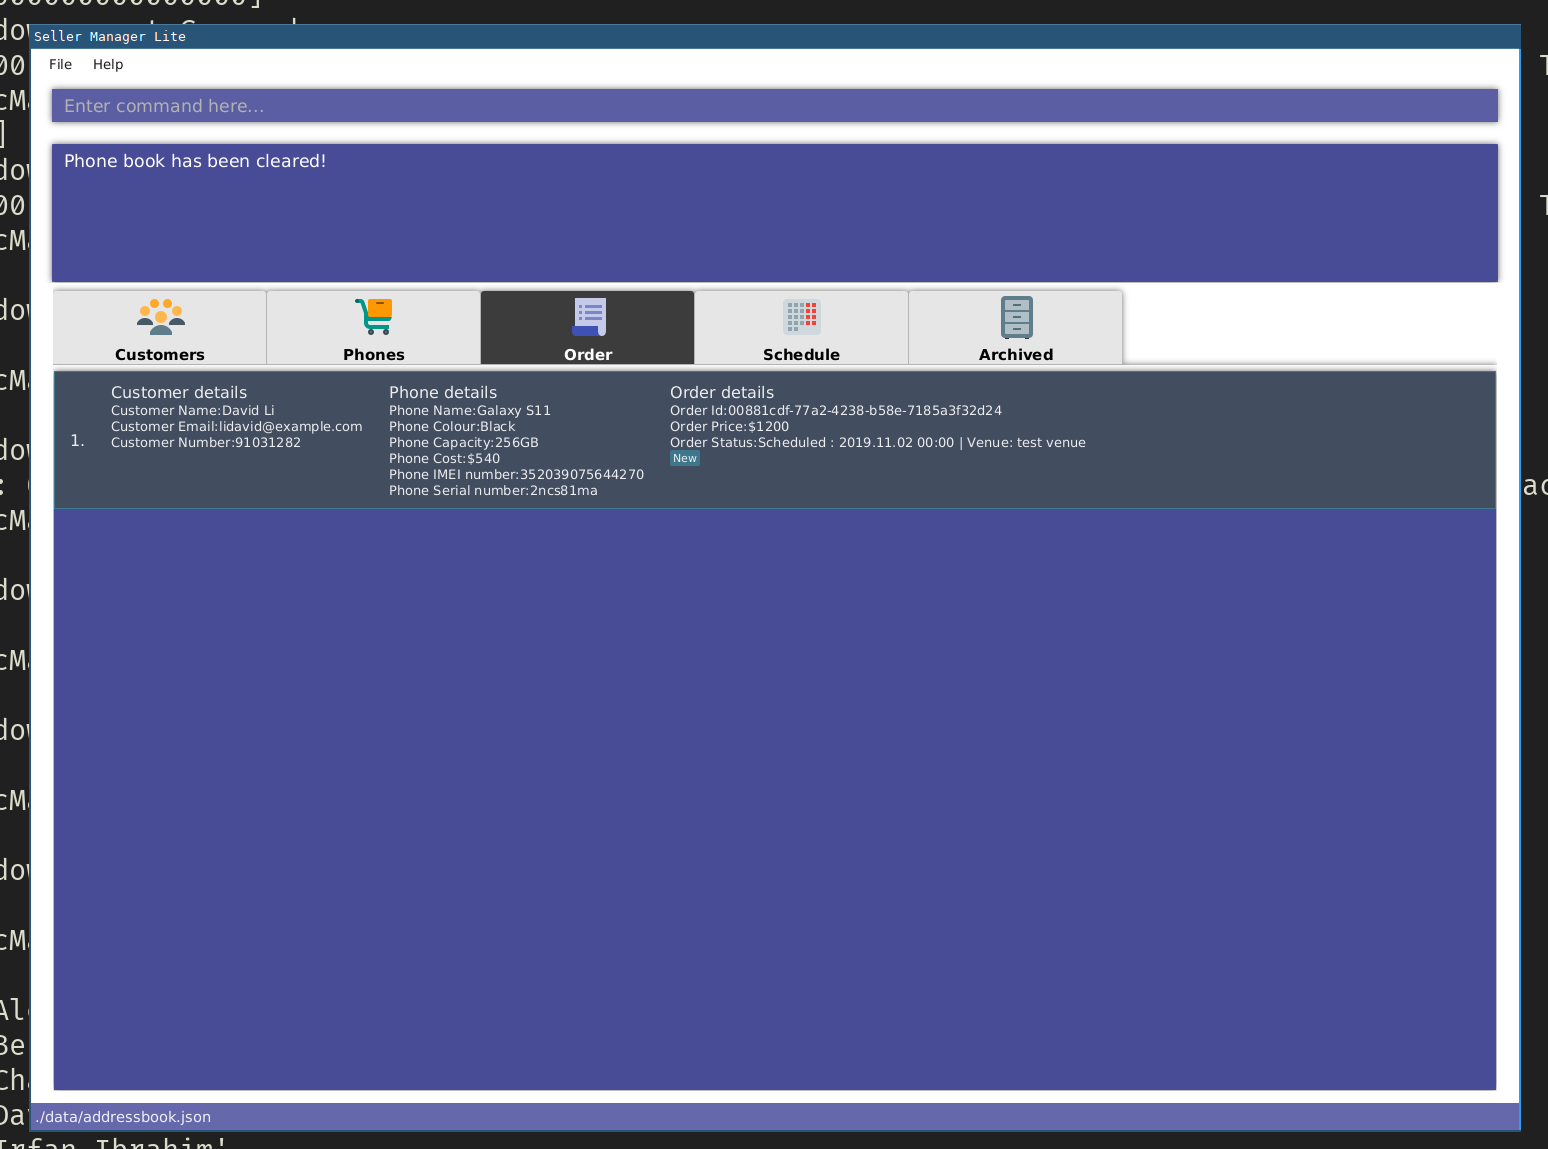 Seller Manager Lite
File Help
Enter command here...
Phone book has been cleared!
Customers Phones Order Schedule Archived
1.
Customer details
Customer Name:David Li
Customer Email:lidavid@example.com
Customer Number:91031282
Phone details
Phone Name:Galaxy S11
Phone Colour:Black
Phone Capacity:256GB
Phone Cost:$540
Phone IMEI number:352039075644270
Phone Serial number:2ncs81ma
Order details
Order Id:00881cdf-77a2-4238-b58e-7185a3f32d24
Order Price:$1200
Order Status:Scheduled : 2019.11.02 00:00 | Venue: test venue
New
./data/addressbook.json
Irfan Ibrahim'